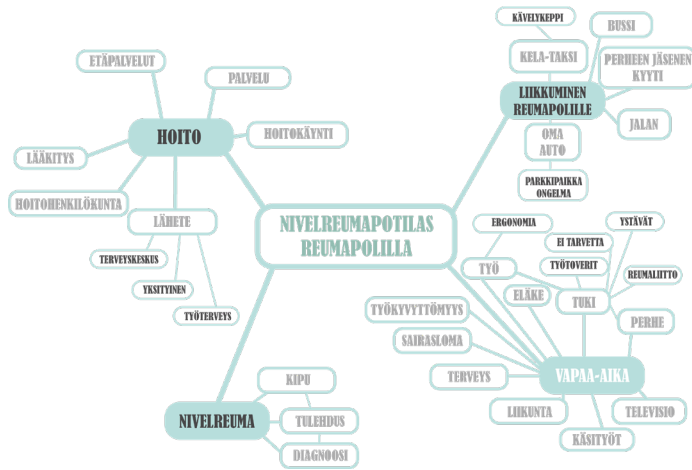 KÄVELYKEPPI
BUSSI
ETÄPALVELUT
KELA-TAKSI
PERHEEN JÄSENEN
KYYTI
PALVELU
LIIKKUMINEN
REUMAPOLILLE
HOITO
HOITOKÄYNTI
JALAN
OMA
AUTO
LÄÄKITYS
PARKKIPAIKKA
ONGELMA
HOITOHENKILÖKUNTA
LÄHETE
NIVELREUMAPOTILAS
REUMAPOLILLA
ERGONOMIA
YSTÄVÄT
EI TARVETTA
TERVEYSKESKUS
TYÖ
TYÖTOVERIT
REUMALIITTO
YKSITYINEN
ELÄKE
TUKI
TYÖTERVEYS
TYÖKYVYTTÖMYYS
PERHE
SAIRASLOMA
TERVEYS
VAPAA-AIKA
KIPU
NIVELREUMA
TULEHDUS
LIIKUNTA
TELEVISIO
KÄSITYÖT
DIAGNOOSI